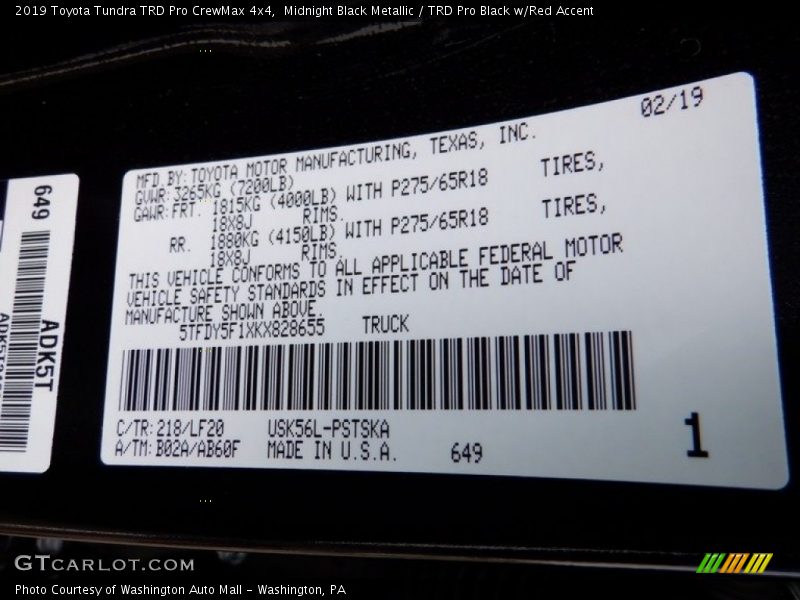 2019 Toyota Tundra TRD Pro CrewMax 4x4,  Midnight Black Metallic / TRD Pro Black w/Red Accent
02/19
MFD BY: TOYOTA MOTOR MANUFACTURING, TEXAS, INC.
GVWR: 3265KG (7200LB)
GAWR: FRT. 1815KG (4000LB) WITH P275/65R18 TIRES,
18X8J RIMS.
RR. 1880KG (4150LB) WITH P275/65R18 TIRES,
18X8J RIMS.
THIS VEHICLE CONFORMS TO ALL APPLICABLE FEDERAL MOTOR
VEHICLE SAFETY STANDARDS IN EFFECT ON THE DATE OF
MANUFACTURE SHOWN ABOVE.
5TFDY5F1XKX828655 TRUCK
C/TR: 218/LF20 USK56L-PSTSKA
A/TM: B02A/AB60F MADE IN U.S.A. 649
1
649
ADK5T
GTCARLOT.COM
Photo Courtesy of Washington Auto Mall - Washington, PA